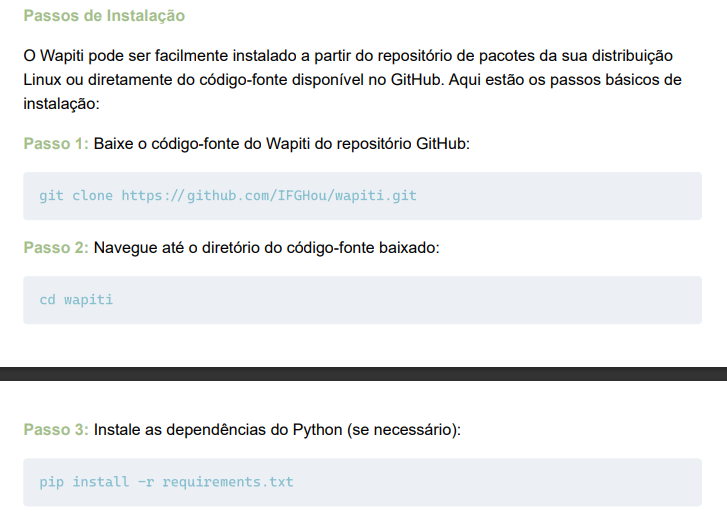 Passos de Instalação
O Wapiti pode ser facilmente instalado a partir do repositório de pacotes da sua distribuição
Linux ou diretamente do código-fonte disponível no GitHub. Aqui estão os passos básicos de
instalação:
Passo 1: Baixe o código-fonte do Wapiti do repositório GitHub:
git clone https://github.com/IFGHou/wapiti.git
Passo 2: Navegue até o diretório do código-fonte baixado:
cd wapiti
Passo 3: Instale as dependências do Python (se necessário):
pip install -r requirements.txt